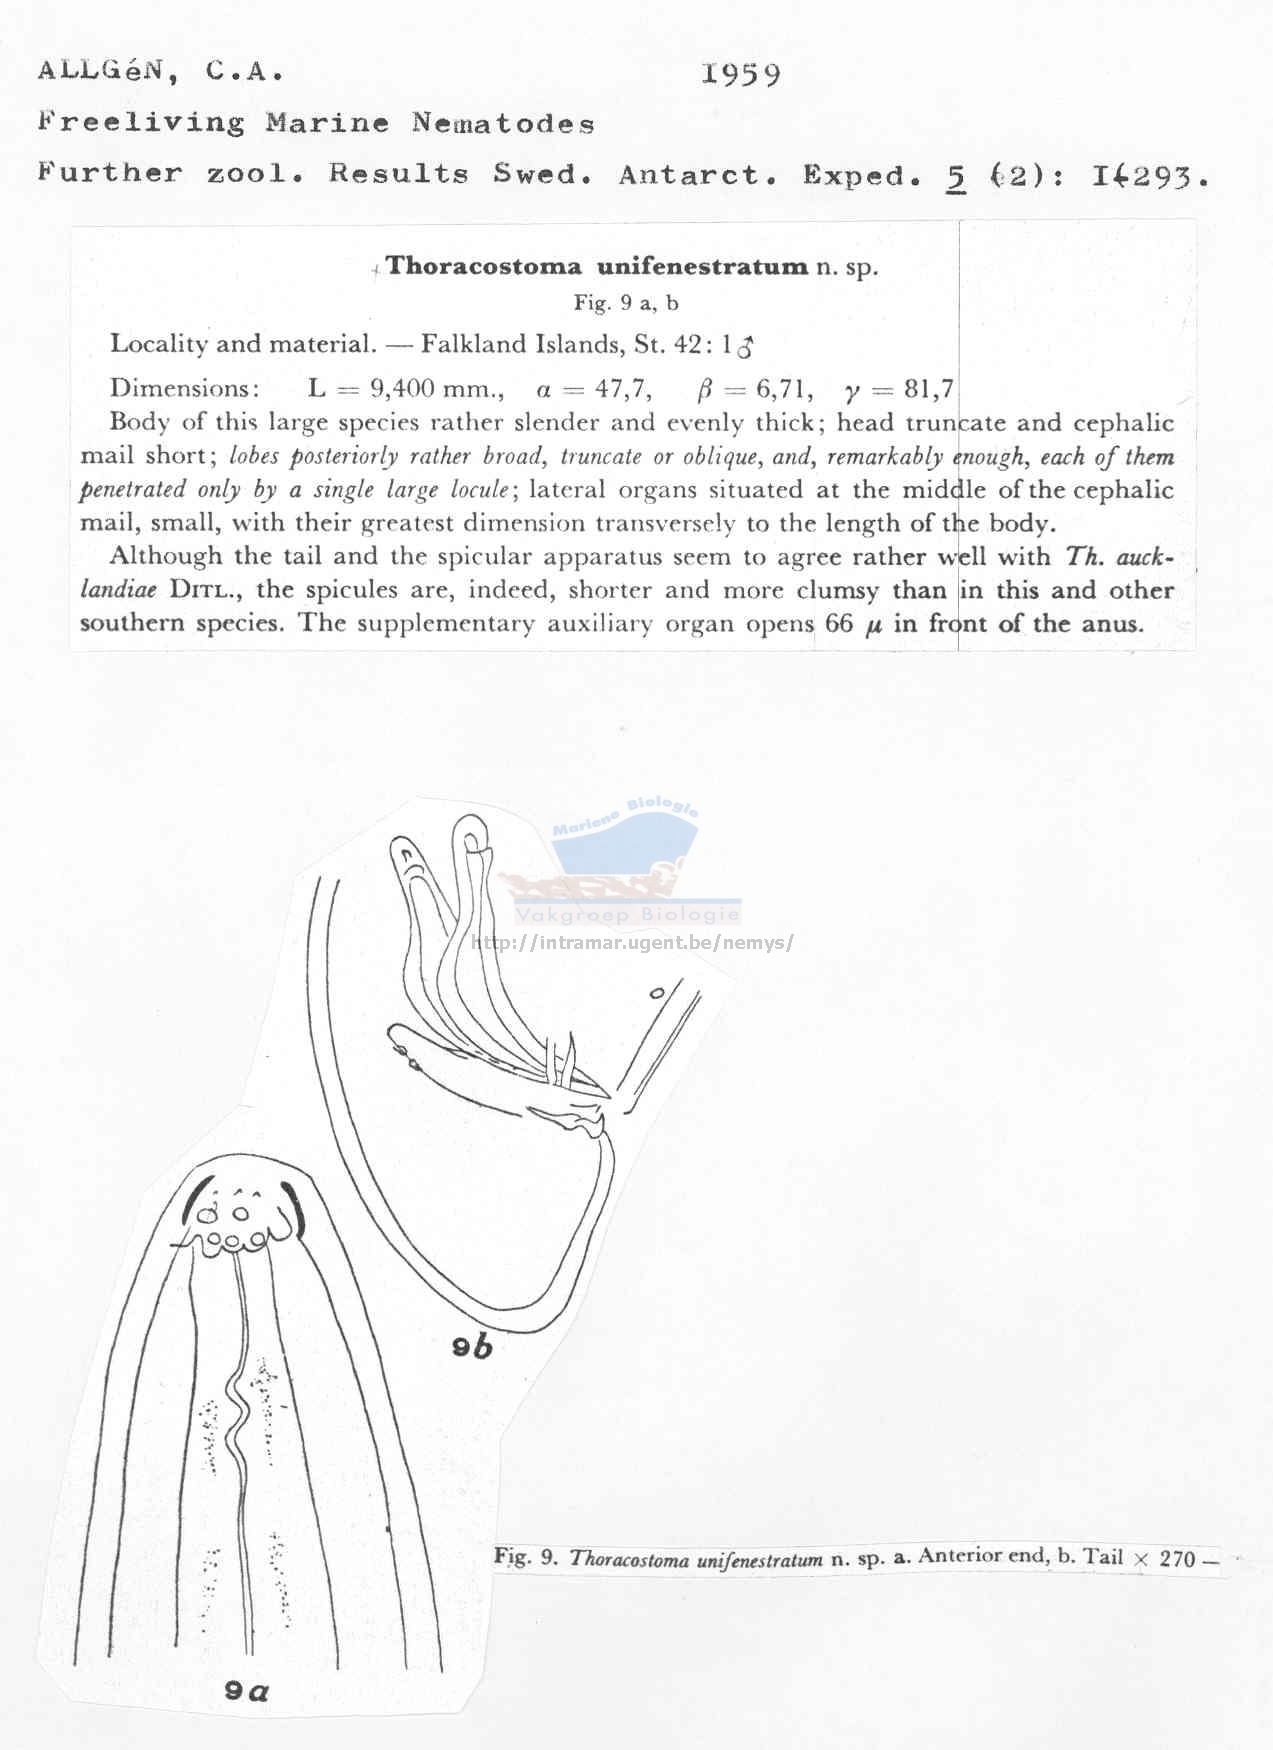 ALLGéN, C.A. 1959
Freeliving Marine Nematodes
Further zool. Results Swed. Antarct. Exped. 5 (2): 1-293.
Thoracostoma unifenestratum n. sp.
Fig. 9 a, b
Locality and material. — Falkland Islands, St. 42: 1 ♂
Dimensions: L = 9,400 mm., α = 47,7, β = 6,71, γ = 81,7
Body of this large species rather slender and evenly thick; head truncate and cephalic
mail short; lobes posteriorly rather broad, truncate or oblique, and, remarkably enough, each of them
penetrated only by a single large locule; lateral organs situated at the middle of the cephalic
mail, small, with their greatest dimension transversely to the length of the body.
Although the tail and the spicular apparatus seem to agree rather well with Th. auck-
landiae DITL., the spicules are, indeed, shorter and more clumsy than in this and other
southern species. The supplementary auxiliary organ opens 66 μ in front of the anus.
Mariene Biologie
Vakgroep Biologie
http://intramar.ugent.be/nemys/
9b
Fig. 9. Thoracostoma unifenestratum n. sp. a. Anterior end, b. Tail × 270 —
9a